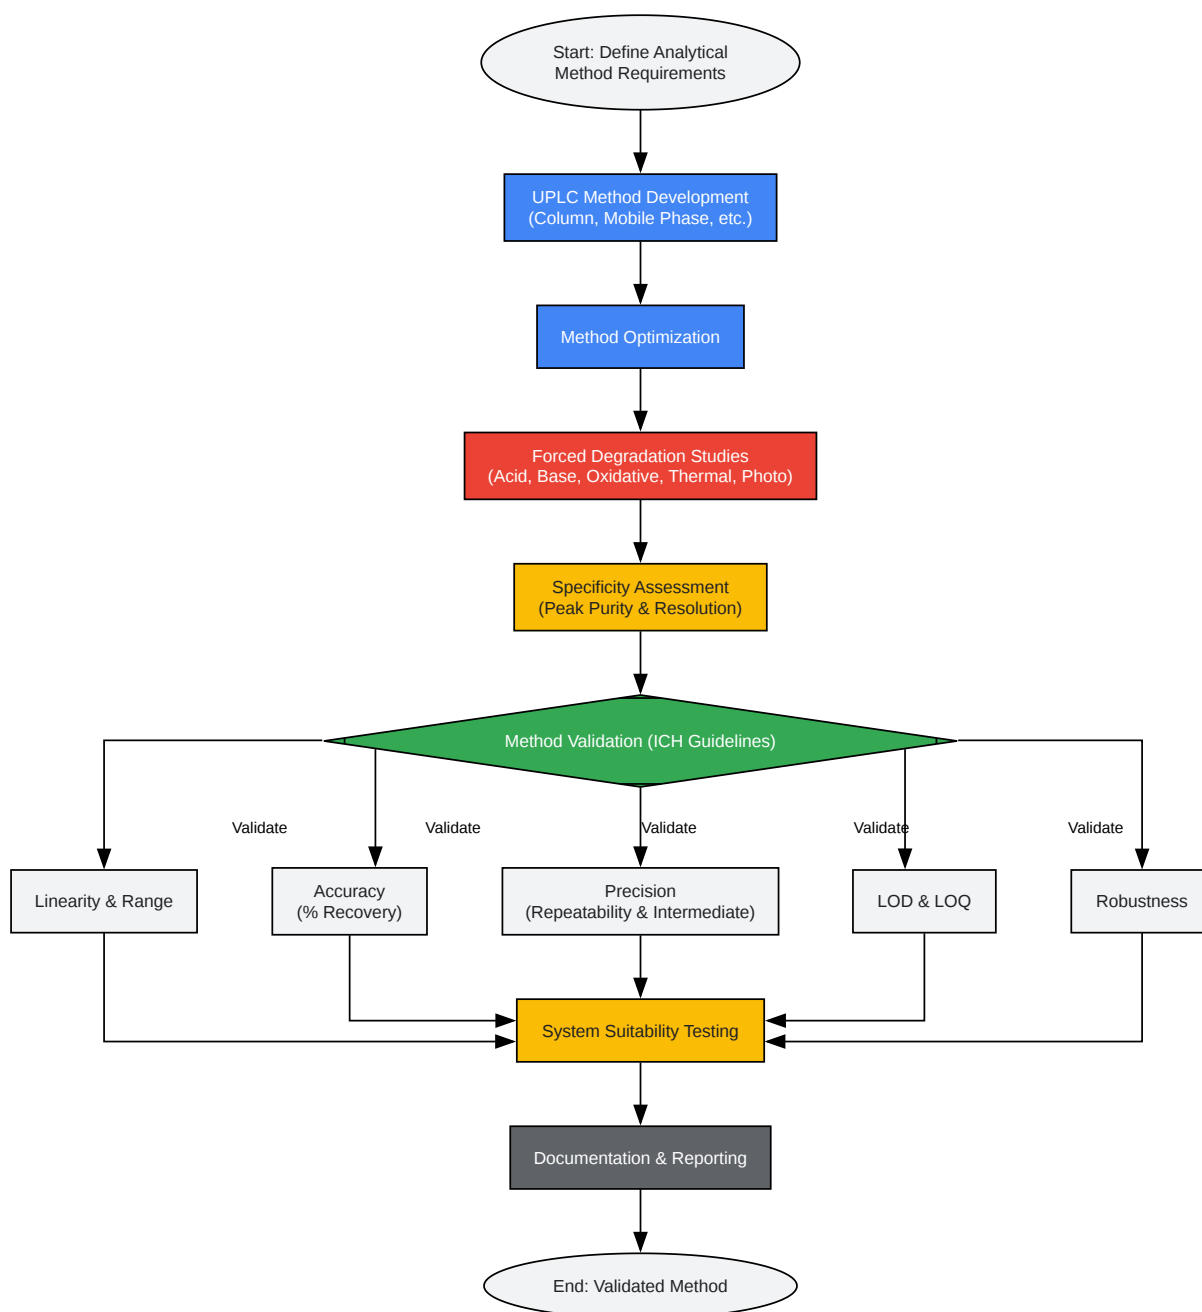 Start: Define Analytical
Method Requirements
UPLC Method Development
(Column, Mobile Phase, etc.)
Method Optimization
Forced Degradation Studies
(Acid, Base, Oxidative, Thermal, Photo)
Specificity Assessment
(Peak Purity & Resolution)
Method Validation (ICH Guidelines)
Validate
Validate
Validate
Validate
Validate
Linearity & Range
Accuracy
(% Recovery)
Precision
(Repeatability & Intermediate)
LOD & LOQ
Robustness
System Suitability Testing
Documentation & Reporting
End: Validated Method